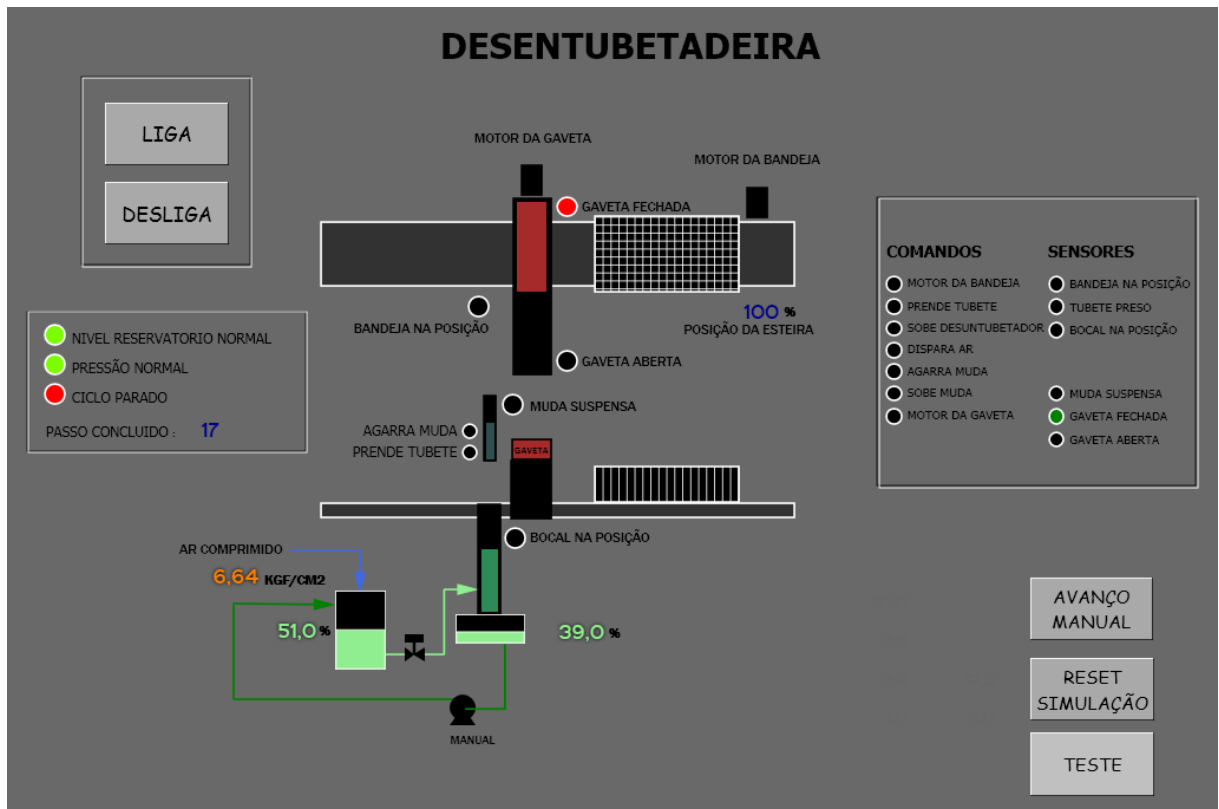 DESENTUBETADEIRA
LIGA
DESLIGA
MOTOR DA GAVETA
MOTOR DA BANDEJA
GAVETA FECHADA
BANDEJA NA POSIÇÃO
100 %
POSIÇÃO DA ESTEIRA
GAVETA ABERTA
NIVEL RESERVATORIO NORMAL
PRESSÃO NORMAL
CICLO PARADO
PASSO CONCLUIDO : 17
MUDA SUSPENSA
AGARRA MUDA
PRENDE TUBETE
GAVETA
BOCAL NA POSIÇÃO
AR COMPRIMIDO
6,64 KGF/CM2
51,0 %
39,0 %
MANUAL
COMANDOS
MOTOR DA BANDEJA
PRENDE TUBETE
SOBE DESUNTUBETADOR
DISPARA AR
AGARRA MUDA
SOBE MUDA
MOTOR DA GAVETA
SENSORES
BANDEJA NA POSIÇÃO
TUBETE PRESO
BOCAL NA POSIÇÃO
MUDA SUSPENSA
GAVETA FECHADA
GAVETA ABERTA
AVANÇO
MANUAL
RESET
SIMULAÇÃO
TESTE